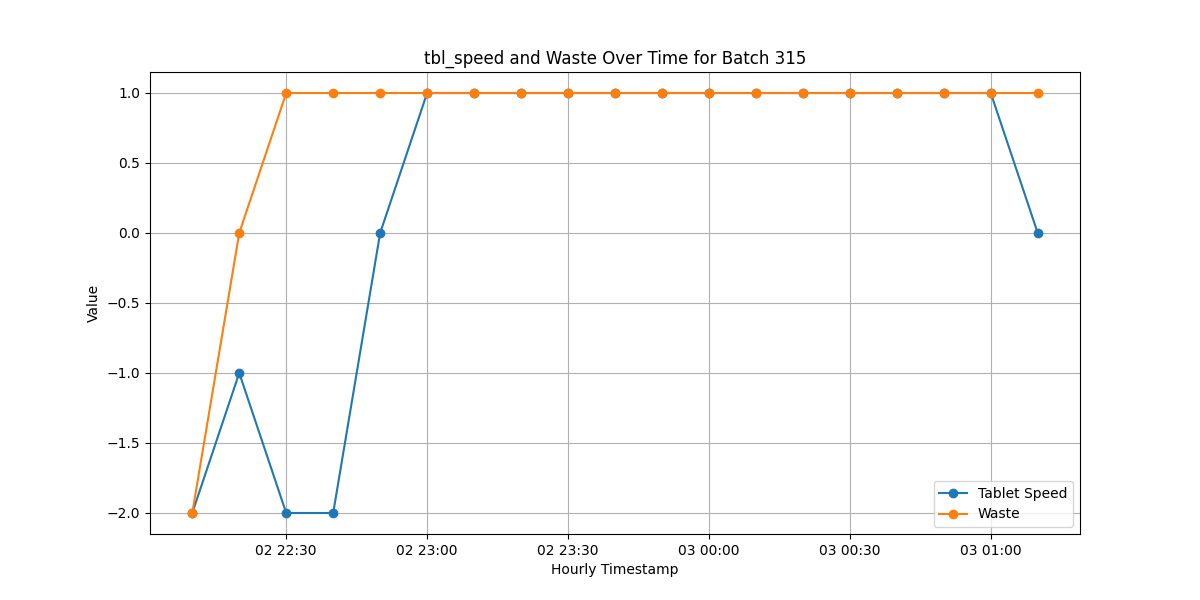 tbl_speed and Waste Over Time for Batch 315
Value
1.0
0.5
0.0
−0.5
−1.0
−1.5
−2.0
Tablet Speed
Waste
02 22:30 02 23:00 02 23:30 03 00:00 03 00:30 03 01:00
Hourly Timestamp